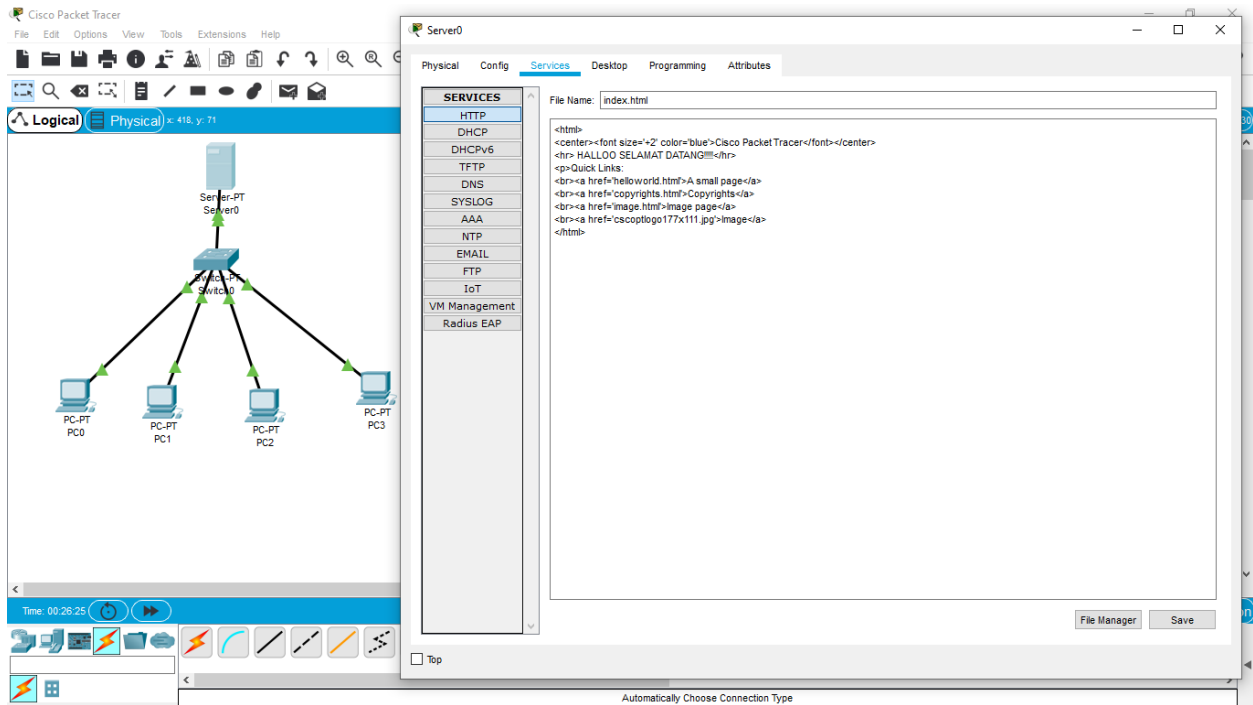 Cisco Packet Tracer
File Edit Options View Tools Extensions Help
Logical
Physical x: 418, y: 71
Server-PT
Server0
Switch-PT
Switch0
PC-PT
PC0
PC-PT
PC1
PC-PT
PC2
PC-PT
PC3
Time: 00:26:25
Server0
Physical Config Services Desktop Programming Attributes
SERVICES
HTTP
DHCP
DHCPv6
TFTP
DNS
SYSLOG
AAA
NTP
EMAIL
FTP
IoT
VM Management
Radius EAP
File Name: index.html
<html>
<center><font size='+2' color='blue'>Cisco Packet Tracer</font></center>
<hr> HALLOO SELAMAT DATANG!!!!</hr>
<p>Quick Links:
<br><a href='helloworld.html'>A small page</a>
<br><a href='copyrights.html'>Copyrights</a>
<br><a href='image.html'>Image page</a>
<br><a href='cscoptlogo177x111.jpg'>Image</a>
</html>
File Manager Save
Top
Automatically Choose Connection Type